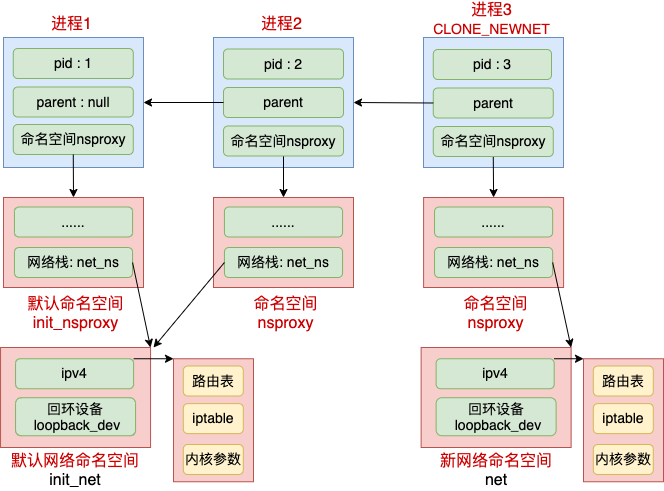 进程1
进程2
进程3
CLONE_NEWNET
pid : 1
pid : 2
pid : 3
parent : null
parent
parent
命名空间nsproxy
命名空间nsproxy
命名空间nsproxy
......
......
......
网络栈: net_ns
网络栈: net_ns
网络栈: net_ns
默认命名空间
init_nsproxy
命名空间
nsproxy
命名空间
nsproxy
ipv4
回环设备
loopback_dev
路由表
iptable
内核参数
ipv4
回环设备
loopback_dev
路由表
iptable
内核参数
默认网络命名空间
init_net
新网络命名空间
net